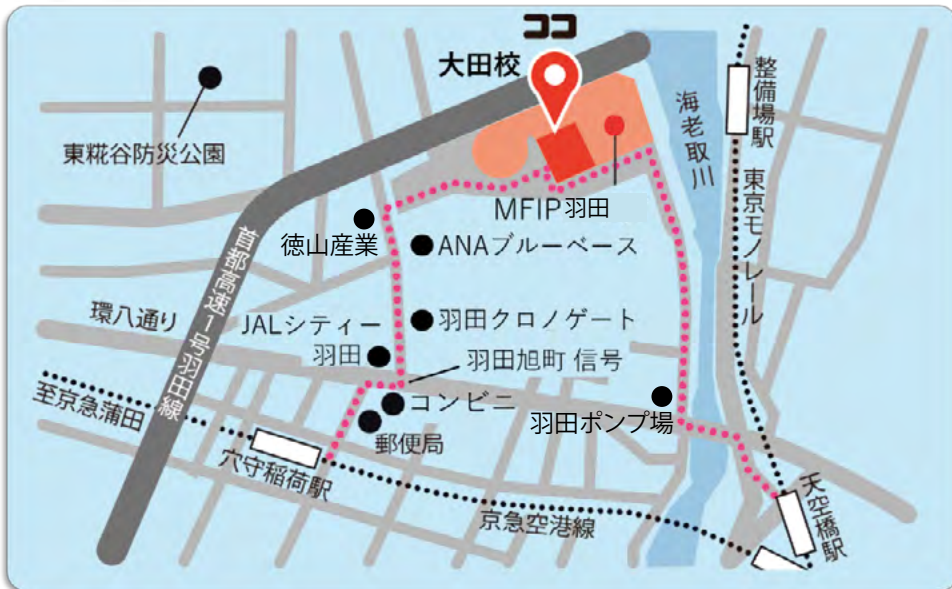 ココ
大田校
東糀谷防災公園
海老取川
整備場駅
東京モノレール
MFIP羽田
徳山産業
ANAブルーベース
首都高速1号羽田線
環八通り
JALシティー
羽田
羽田クロノゲート
羽田旭町 信号
至京急蒲田
コンビニ
郵便局
羽田ポンプ場
穴守稲荷駅
京急空港線
天空橋駅